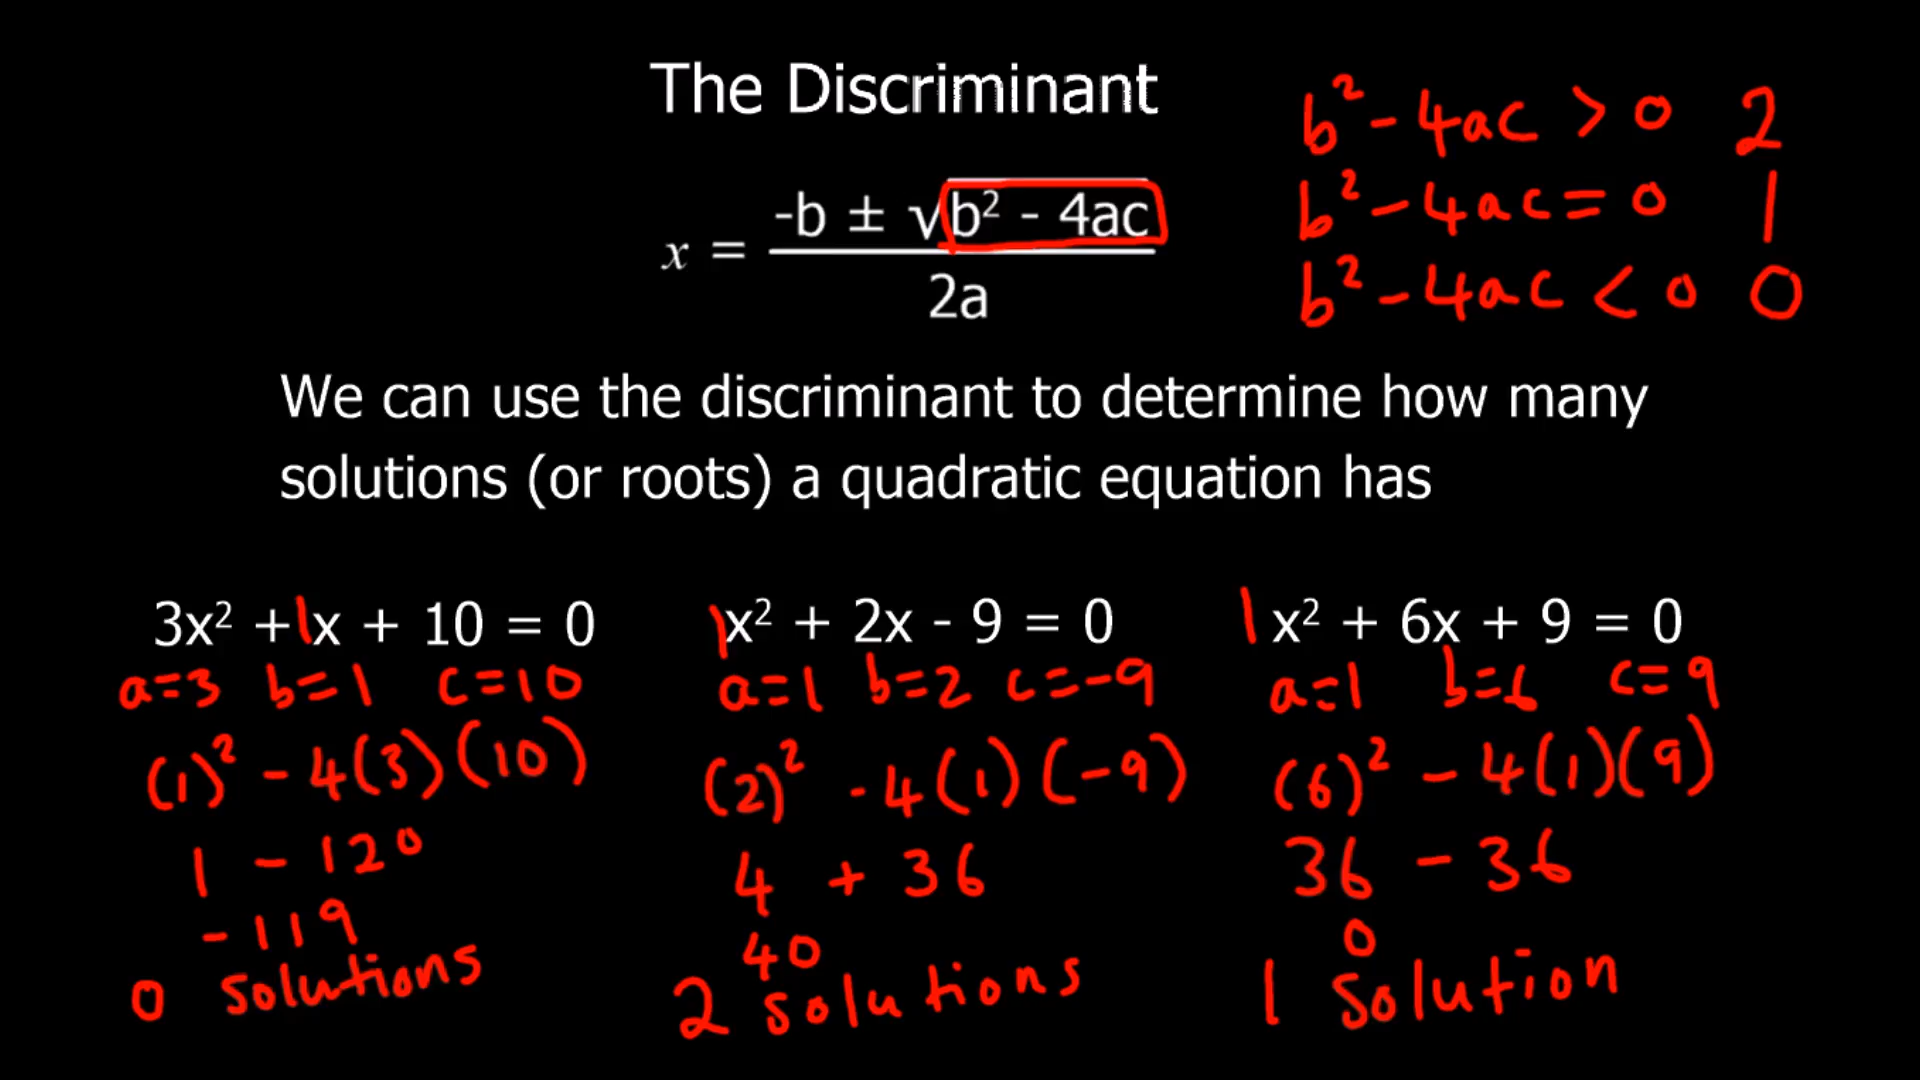 The Discriminant
x = -b ± √b² - 4ac
2a
b² - 4ac > 0 2
b² - 4ac = 0 1
b² - 4ac < 0 0
We can use the discriminant to determine how many
solutions (or roots) a quadratic equation has
3x² + 1x + 10 = 0
a=3 b=1 c=10
(1)² - 4(3)(10)
1 - 120
-119
0 solutions
1x² + 2x - 9 = 0
a=1 b=2 c=-9
(2)² - 4(1)(-9)
4 + 36
40
2 solutions
1x² + 6x + 9 = 0
a=1 b=6 c=9
(6)² - 4(1)(9)
36 - 36
0
1 solution